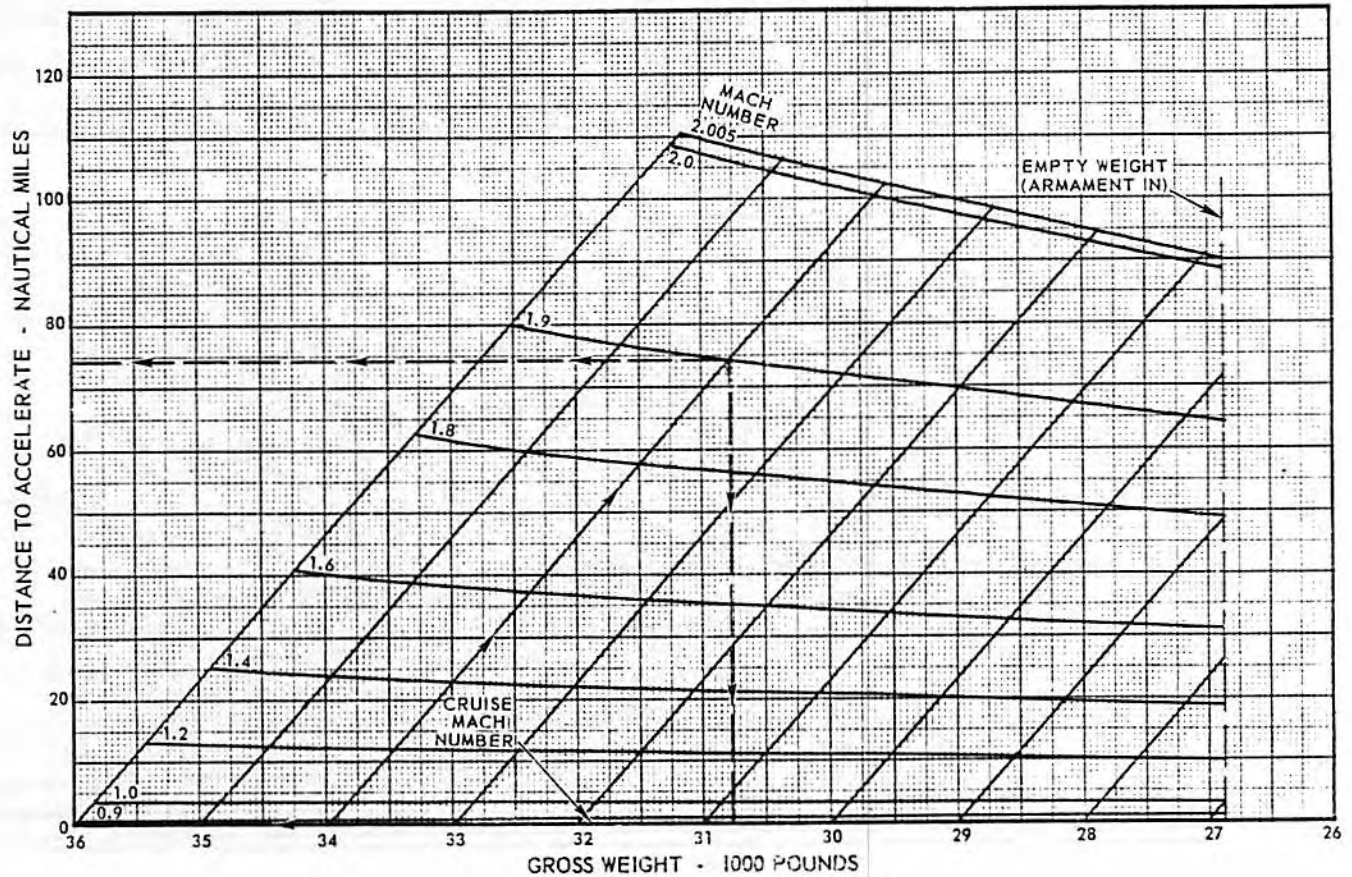 120
100
80
60
40
20
0
DISTANCE TO ACCELERATE - NAUTICAL MILES
MACH
NUMBER
2.005
2.0
1.9
1.8
1.6
1.4
1.2
1.0
0.9
EMPTY WEIGHT
(ARMAMENT IN)
CRUISE
MACH
NUMBER
36 35 34 33 32 31 30 29 28 27 26
GROSS WEIGHT - 1000 POUNDS